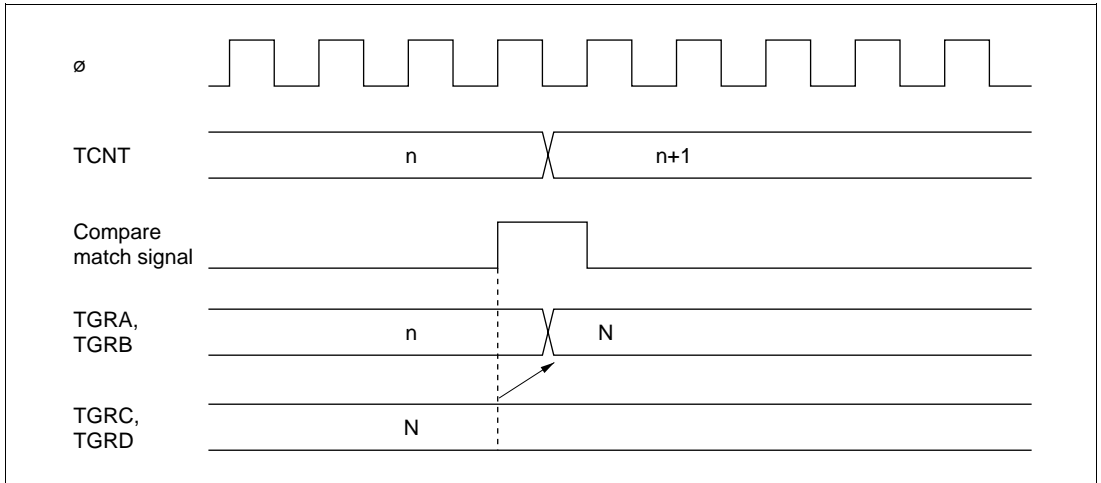 ø
TCNT
n
n+1
Compare
match signal
TGRA,
TGRB
n
N
TGRC,
TGRD
N